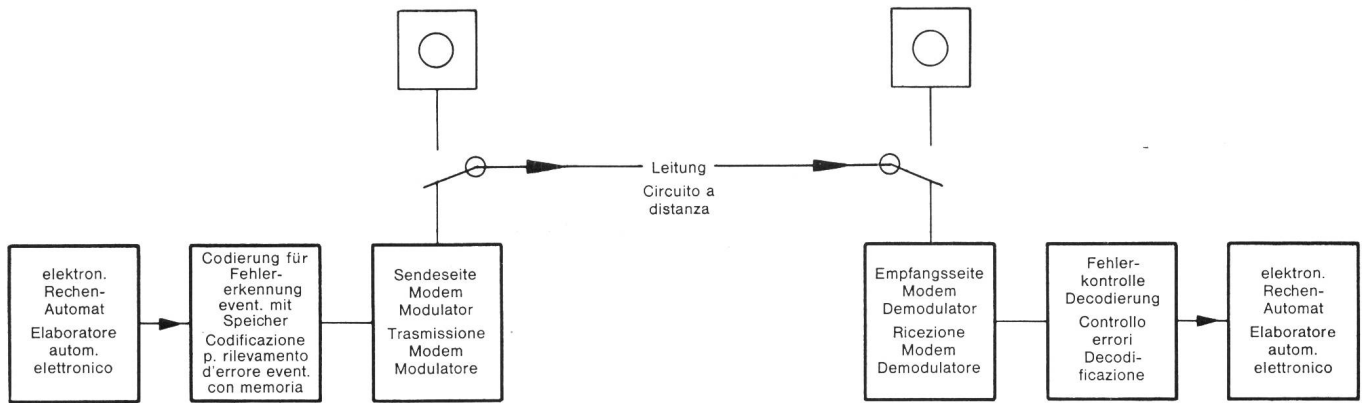 Leitung
Circuito a
distanza
elektron.
Rechen-
Automat
Elaboratore
autom.
elettronico
Codierung für
Fehler-
erkennung
event. mit
Speicher
Codificazione
p. rilevamento
d'errore event.
con memoria
Sendeseite
Modem
Modulator
Trasmissione
Modem
Modulatore
Empfangsseite
Modem
Demodulator
Ricezione
Modem
Demodulatore
Fehler-
kontrolle
Decodierung
Controllo
errori
Decodi-
ficazione
elektron.
Rechen-
Automat
Elaboratore
autom.
elettronico